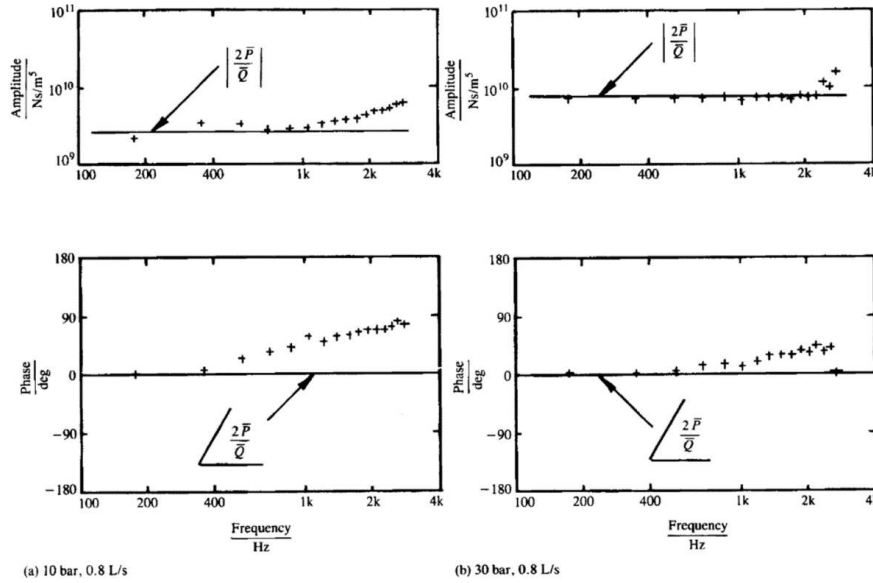 10¹¹
10¹⁰
10⁹
Amplitude
Ns/m⁵
|2P̄/Q̄|
100 200 400 1k 2k 4k
10¹¹
10¹⁰
10⁹
Amplitude
Ns/m⁵
|2P̄/Q̄|
100 200 400 1k 2k 4k
180
90
0
−90
−180
Phase
deg
2P̄/Q̄
100 200 400 1k 2k 4k
Frequency
Hz
180
90
0
−90
−180
Phase
deg
2P̄/Q̄
100 200 400 1k 2k 4k
Frequency
Hz
(a) 10 bar, 0.8 L/s
(b) 30 bar, 0.8 L/s